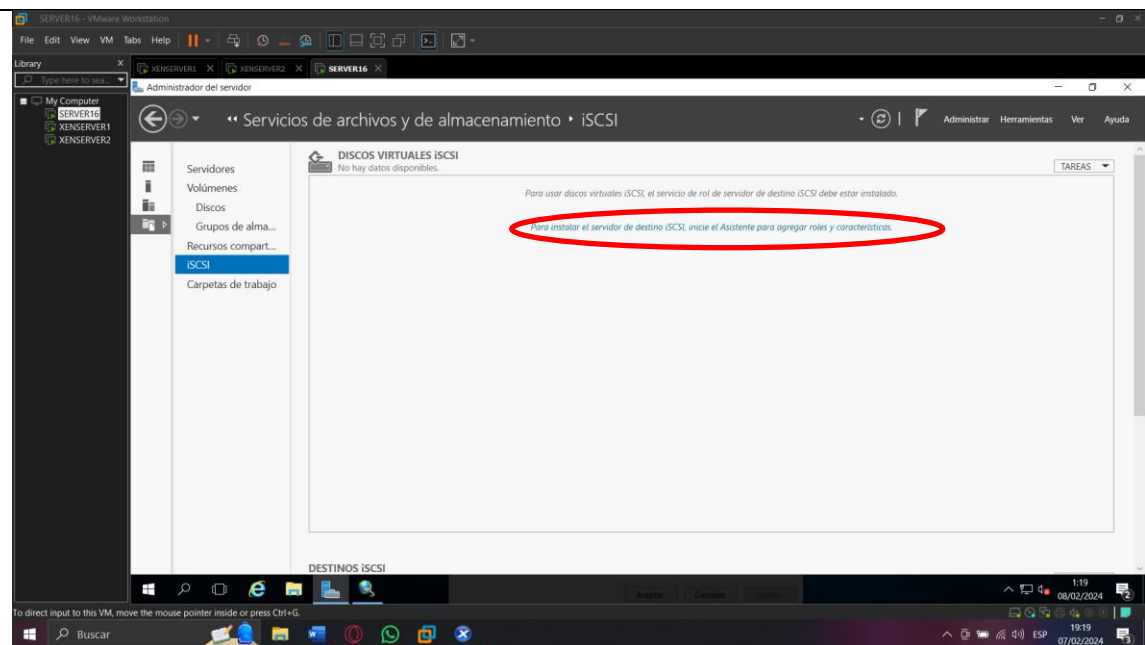 SERVER16 - VMware Workstation
File Edit View VM Tabs Help
Library X
Type here to sea...
My Computer
SERVER16
XENSERVER1
XENSERVER2
XENSERVER1 X XENSERVER2 X SERVER16 X
Administrador del servidor
Servicios de archivos y de almacenamiento iSCSI
Administrar Herramientas Ver Ayuda
Servidores
Volúmenes
Discos
Grupos de alma...
Recursos compart...
iSCSI
Carpetas de trabajo
DISCOS VIRTUALES iSCSI
No hay datos disponibles.
TAREAS
Para usar discos virtuales iSCSI, el servicio de rol de servidor de destino iSCSI debe estar instalado.
Para instalar el servidor de destino iSCSI, inicie el Asistente para agregar roles y características.
DESTINOS iSCSI
Aceptar Cancelar
1:19
08/02/2024
To direct input to this VM, move the mouse pointer inside or press Ctrl+G.
Buscar
ESP
19:19
07/02/2024